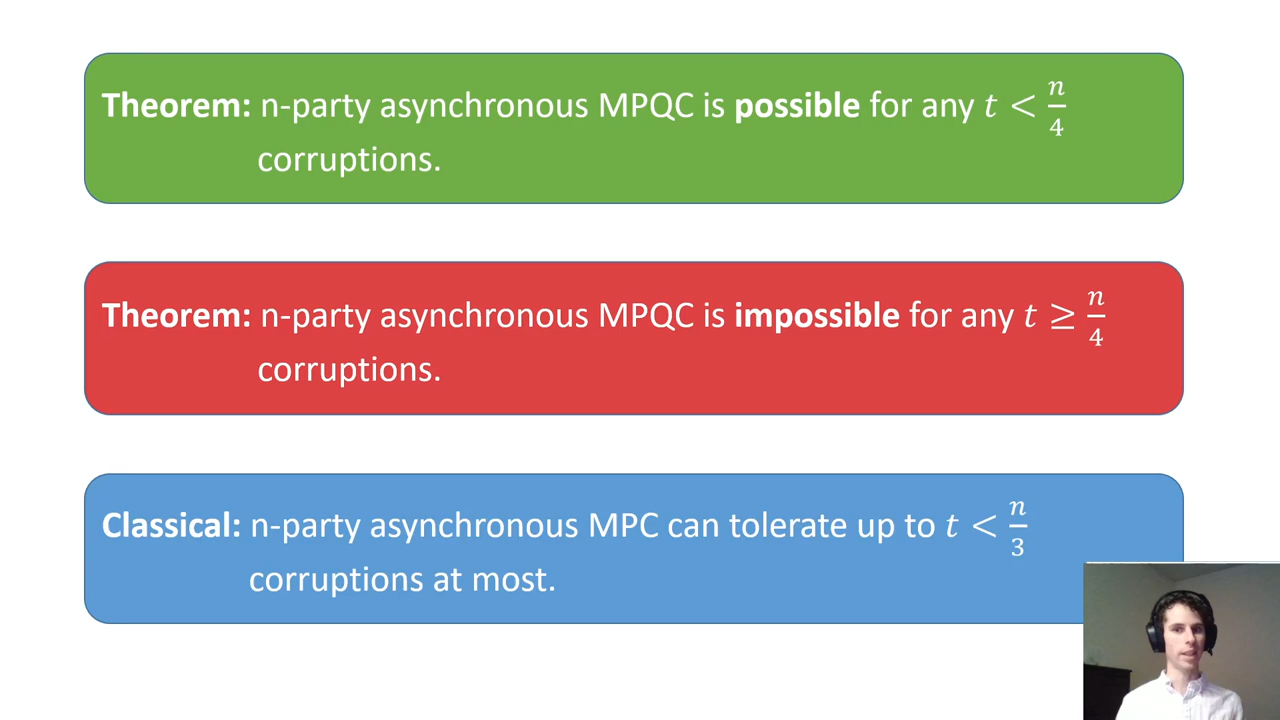 Theorem: n-party asynchronous MPQC is possible for any t < n/4
corruptions.
Theorem: n-party asynchronous MPQC is impossible for any t ≥ n/4
corruptions.
Classical: n-party asynchronous MPC can tolerate up to t < n/3
corruptions at most.